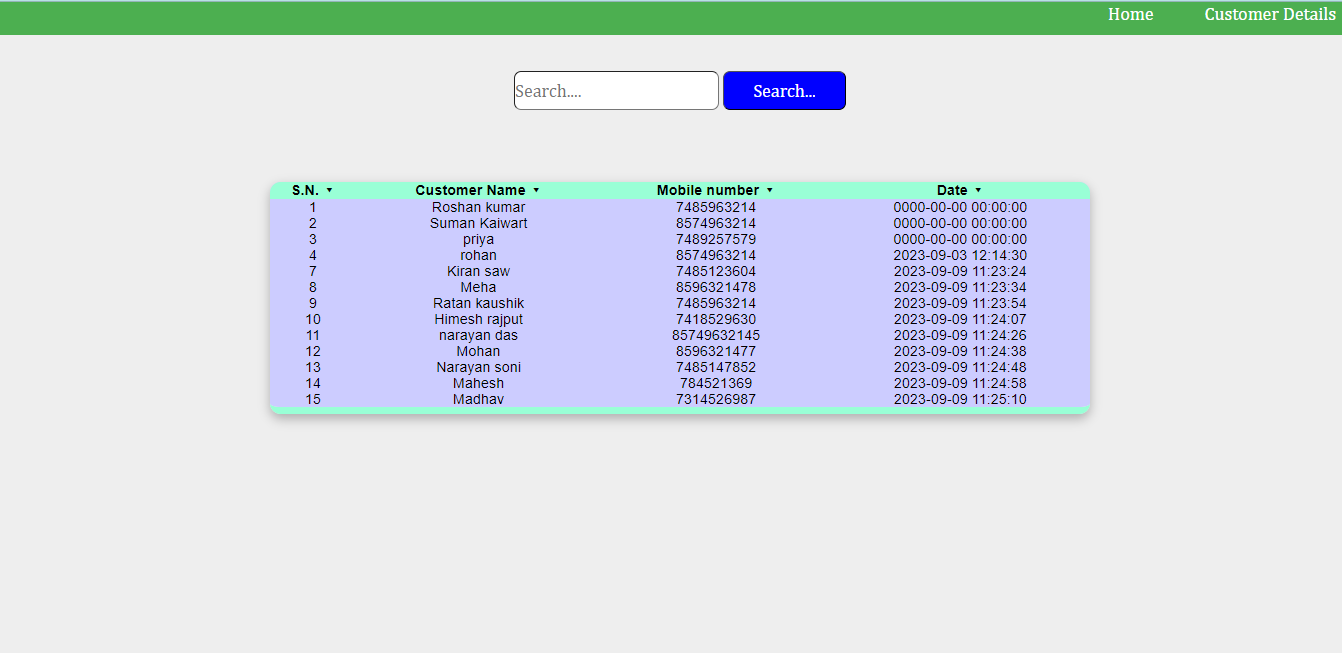 Home Customer Details
Search.... Search...
S.N. ▼ Customer Name ▼ Mobile number ▼ Date ▼
1 Roshan kumar 7485963214 0000-00-00 00:00:00
2 Suman Kaiwart 8574963214 0000-00-00 00:00:00
3 priya 7489257579 0000-00-00 00:00:00
4 rohan 8574963214 2023-09-03 12:14:30
7 Kiran saw 7485123604 2023-09-09 11:23:24
8 Meha 8596321478 2023-09-09 11:23:34
9 Ratan kaushik 7485963214 2023-09-09 11:23:54
10 Himesh rajput 7418529630 2023-09-09 11:24:07
11 narayan das 85749632145 2023-09-09 11:24:26
12 Mohan 8596321477 2023-09-09 11:24:38
13 Narayan soni 7485147852 2023-09-09 11:24:48
14 Mahesh 784521369 2023-09-09 11:24:58
15 Madhav 7314526987 2023-09-09 11:25:10